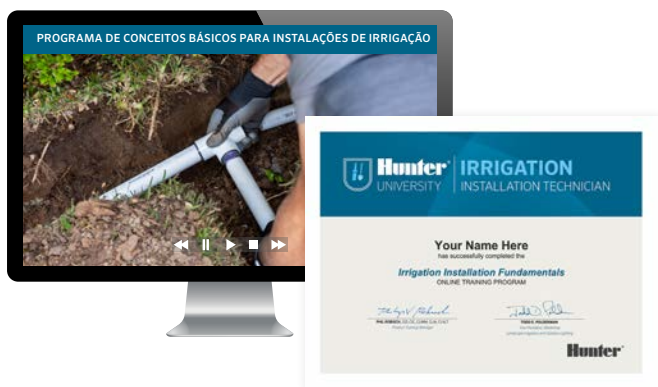 PROGRAMA DE CONCEITOS BÁSICOS PARA INSTALAÇÕES DE IRRIGAÇÃO
Hunter®
UNIVERSITY
IRRIGATION
INSTALLATION TECHNICIAN
Your Name Here
has successfully completed the
Irrigation Installation Fundamentals
ONLINE TRAINING PROGRAM
Hunter®